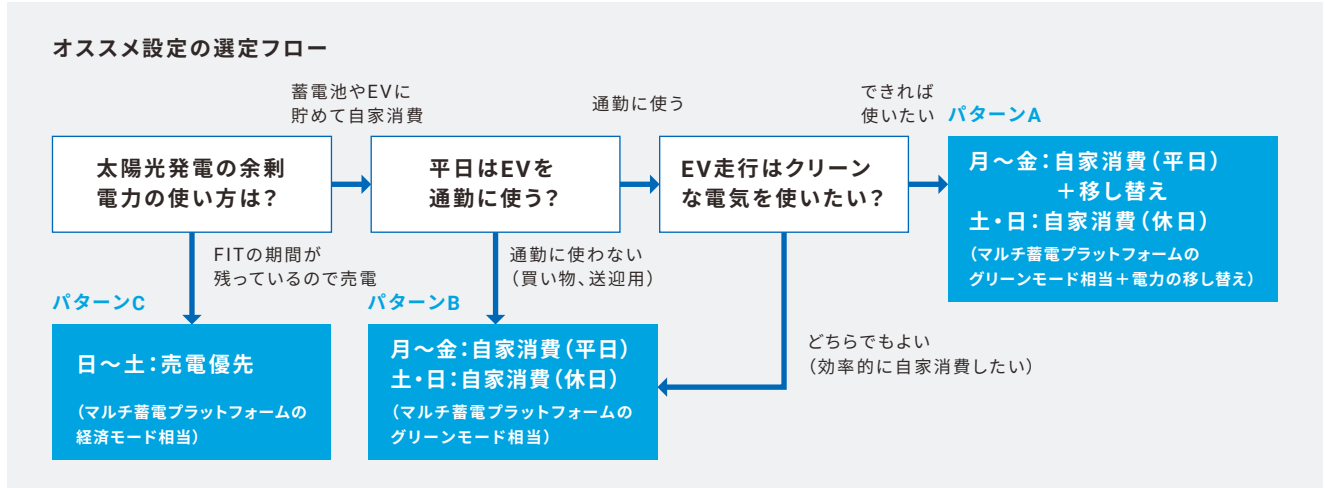 オススメ設定の選定フロー
蓄電池やEVに
貯めて自家消費
通勤に使う
できれば
使いたい
パターンA
太陽光発電の余剰
電力の使い方は?
平日はEVを
通勤に使う?
EV走行はクリーン
な電気を使いたい?
月〜金:自家消費(平日)
＋移し替え
土・日:自家消費(休日)
(マルチ蓄電プラットフォームの
グリーンモード相当＋電力の移し替え)
FITの期間が
残っているので売電
通勤に使わない
(買い物、送迎用)
パターンC
日〜土:売電優先
(マルチ蓄電プラットフォームの
経済モード相当)
パターンB
月〜金:自家消費(平日)
土・日:自家消費(休日)
(マルチ蓄電プラットフォームの
グリーンモード相当)
どちらでもよい
(効率的に自家消費したい)